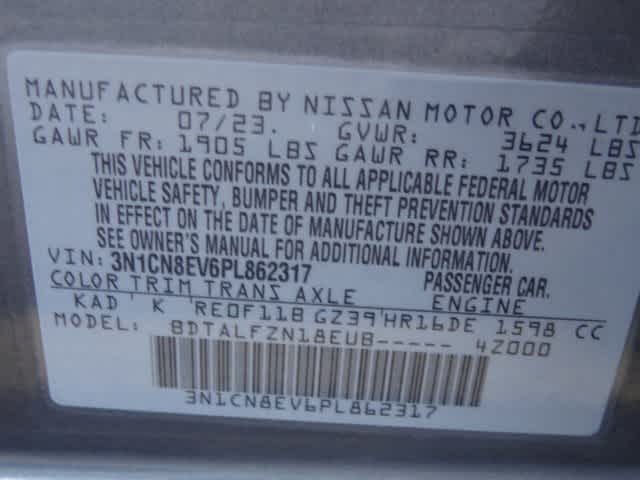 MANUFACTURED BY NISSAN MOTOR CO., LT
DATE: 07/23. GVWR: 3624 LBS
GAWR FR: 1905 LBS GAWR RR: 1735 LBS
THIS VEHICLE CONFORMS TO ALL APPLICABLE FEDERAL MOTOR
VEHICLE SAFETY, BUMPER AND THEFT PREVENTION STANDARDS
IN EFFECT ON THE DATE OF MANUFACTURE SHOWN ABOVE.
SEE OWNER'S MANUAL FOR ADDITIONAL INFORMATION.
VIN: 3N1CN8EV6PL862317 PASSENGER CAR.
COLOR TRIM TRANS AXLE ENGINE
KAD K RE0F11B GZ39 HR16DE 1598 CC
MODEL: BDTALFZN18EUB----- 4Z000
3N1CN8EV6PL862317